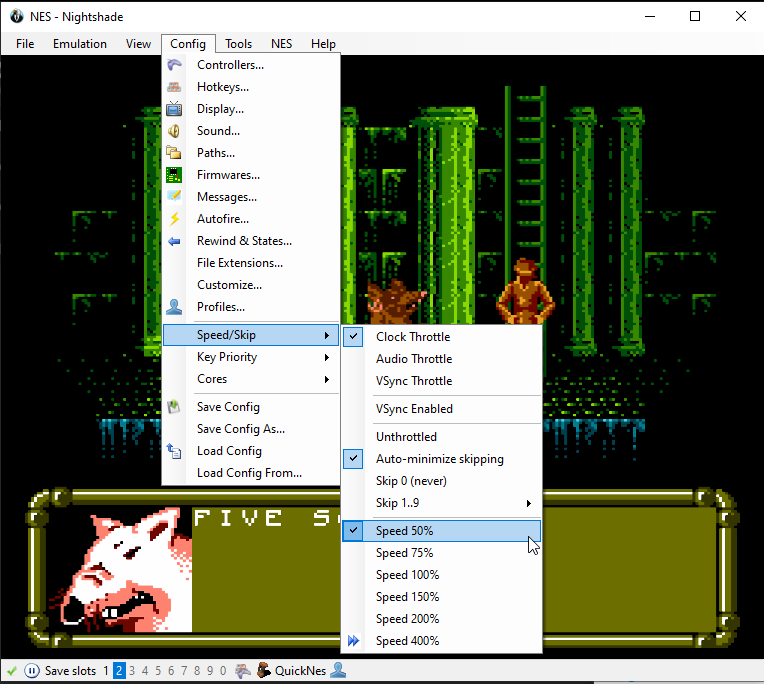 NES - Nightshade
File Emulation View Config Tools NES Help
Controllers...
Hotkeys...
Display...
Sound...
Paths...
Firmwares...
Messages...
Autofire...
Rewind & States...
File Extensions...
Customize...
Profiles...
Speed/Skip
Key Priority
Cores
Save Config
Save Config As...
Load Config
Load Config From...
Clock Throttle
Audio Throttle
VSync Throttle
VSync Enabled
Unthrottled
Auto-minimize skipping
Skip 0 (never)
Skip 1..9
Speed 50%
Speed 75%
Speed 100%
Speed 150%
Speed 200%
Speed 400%
FIVE S
Save slots 1 2 3 4 5 6 7 8 9 0 QuickNes